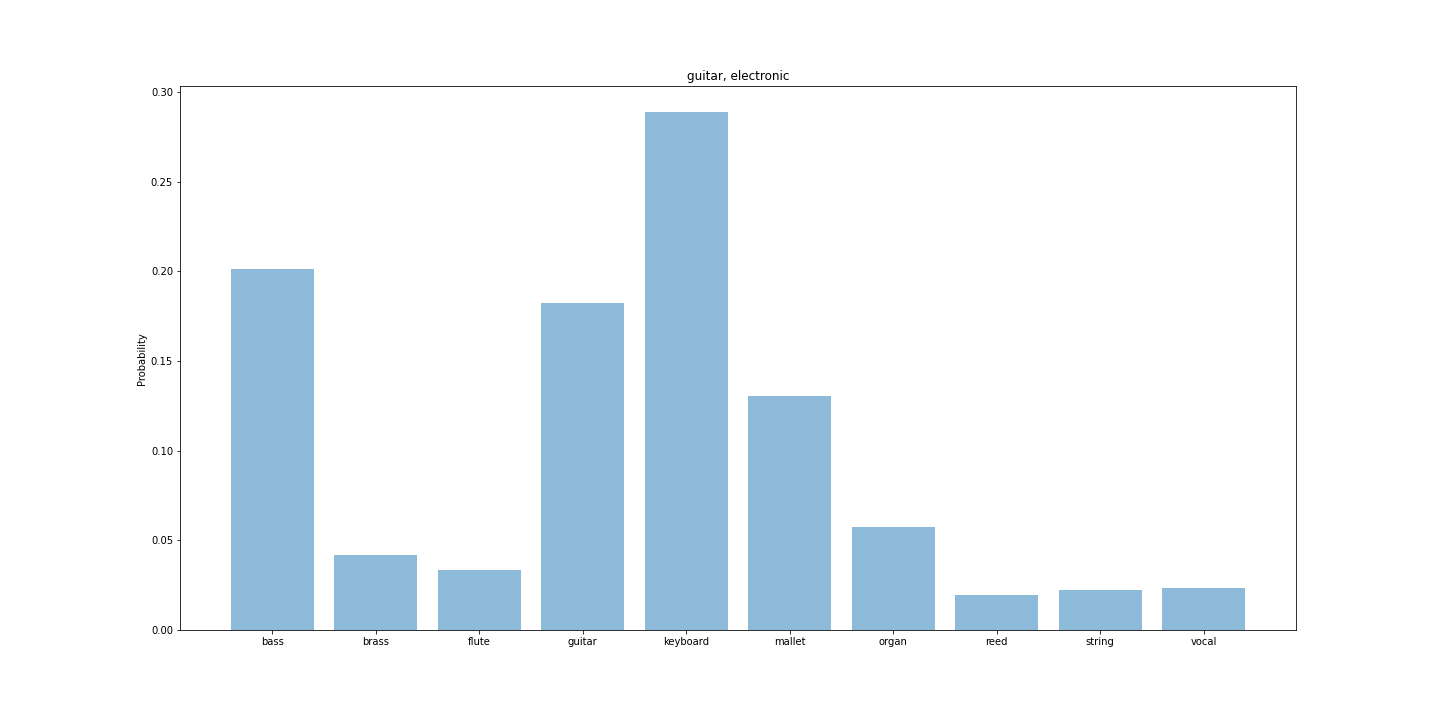 guitar, electronic
0.30
0.25
0.20
0.15
0.10
0.05
0.00
Probability
bass brass flute guitar keyboard mallet organ reed string vocal